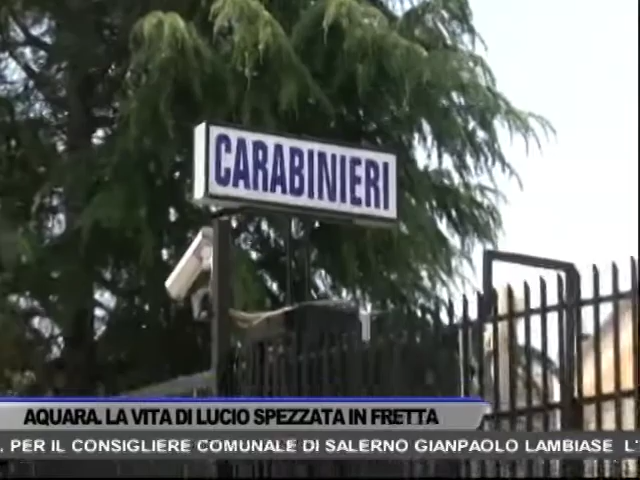 CARABINIERI
AQUARA. LA VITA DI LUCIO SPEZZATA IN FRETTA
. PER IL CONSIGLIERE COMUNALE DI SALERNO GIANPAOLO LAMBIASE L'